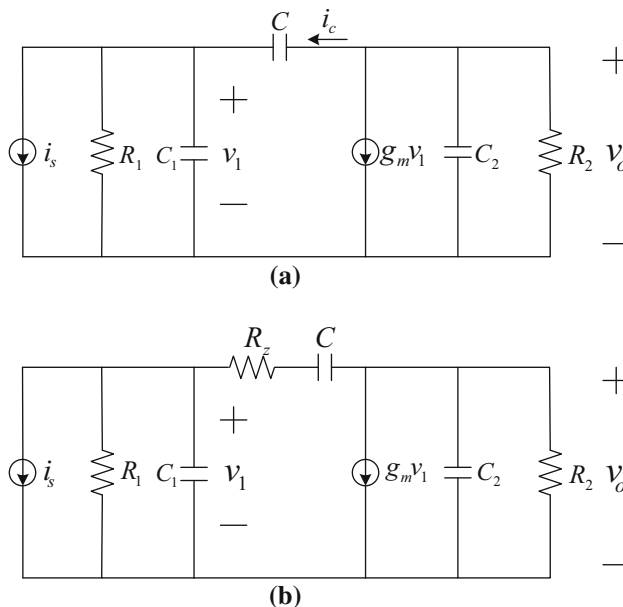 C i_c
+ +
i_s R_1 C_1 v_1 g_m v_1 C_2 R_2 v_o
− −
(a)
R_z C
+ +
i_s R_1 C_1 v_1 g_m v_1 C_2 R_2 v_o
− −
(b)